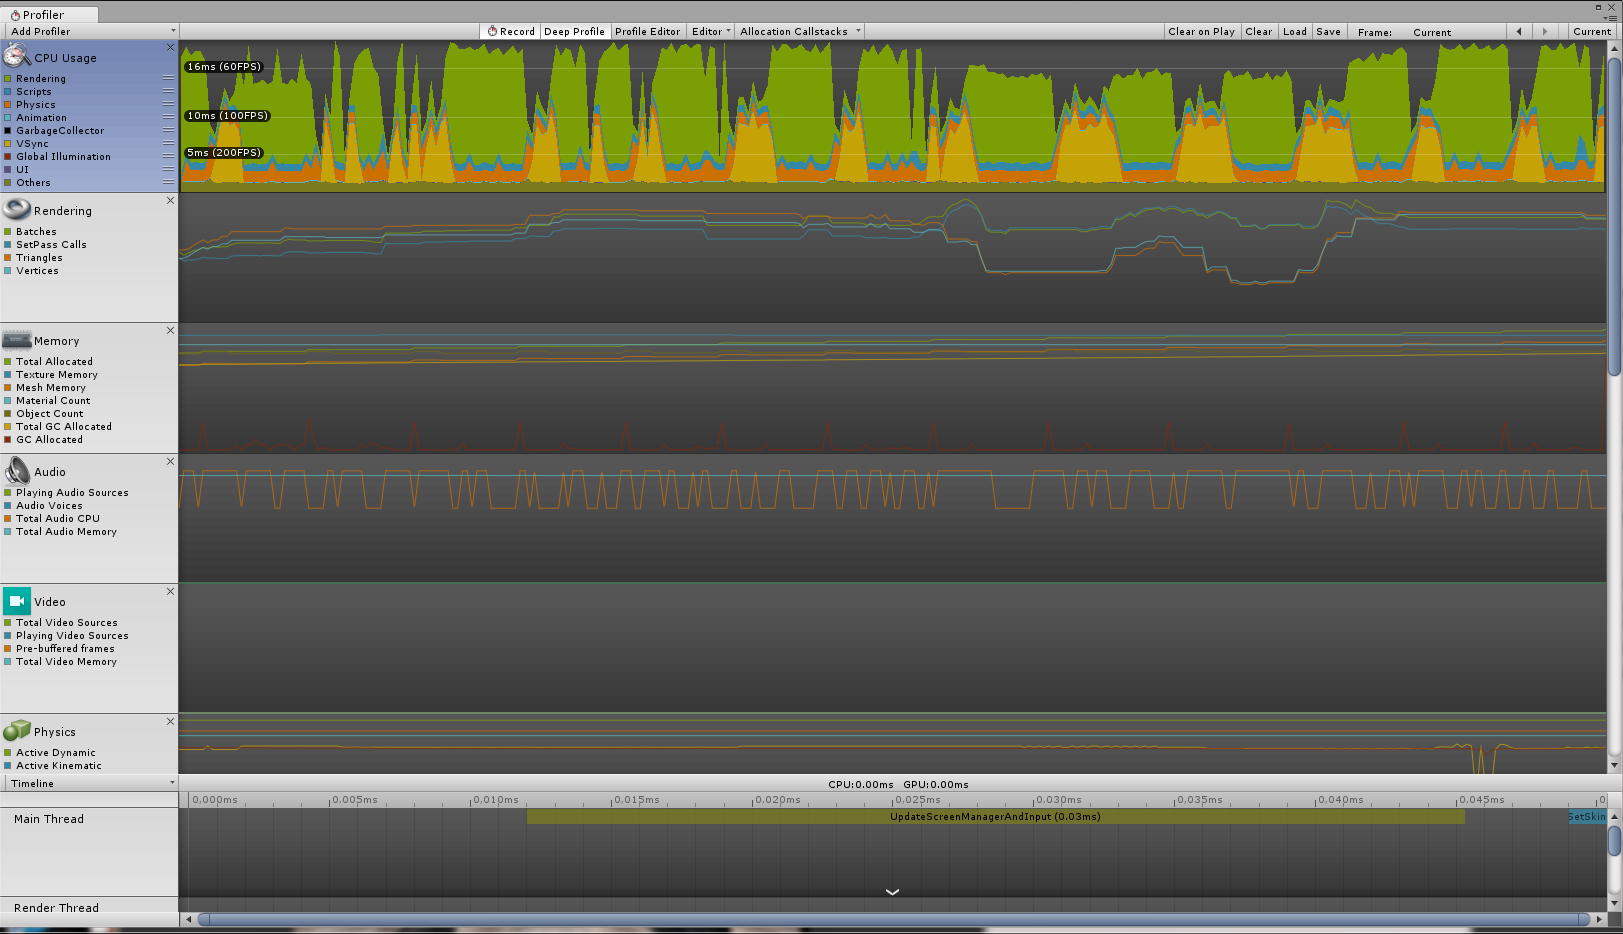 Profiler
Add Profiler
Record Deep Profile Profile Editor Editor Allocation Callstacks Clear on Play Clear Load Save Frame: Current Current
CPU Usage
Rendering
Scripts
Physics
Animation
GarbageCollector
VSync
Global Illumination
UI
Others
16ms (60FPS)
10ms (100FPS)
5ms (200FPS)
Rendering
Batches
SetPass Calls
Triangles
Vertices
Memory
Total Allocated
Texture Memory
Mesh Memory
Material Count
Object Count
Total GC Allocated
GC Allocated
Audio
Playing Audio Sources
Audio Voices
Total Audio CPU
Total Audio Memory
Video
Total Video Sources
Playing Video Sources
Pre-buffered frames
Total Video Memory
Physics
Active Dynamic
Active Kinematic
Timeline CPU:0.00ms GPU:0.00ms
0,000ms 0,005ms 0,010ms 0,015ms 0,020ms 0,025ms 0,030ms 0,035ms 0,040ms 0,045ms 0
Main Thread
UpdateScreenManagerAndInput (0.03ms) SetSkin
Render Thread